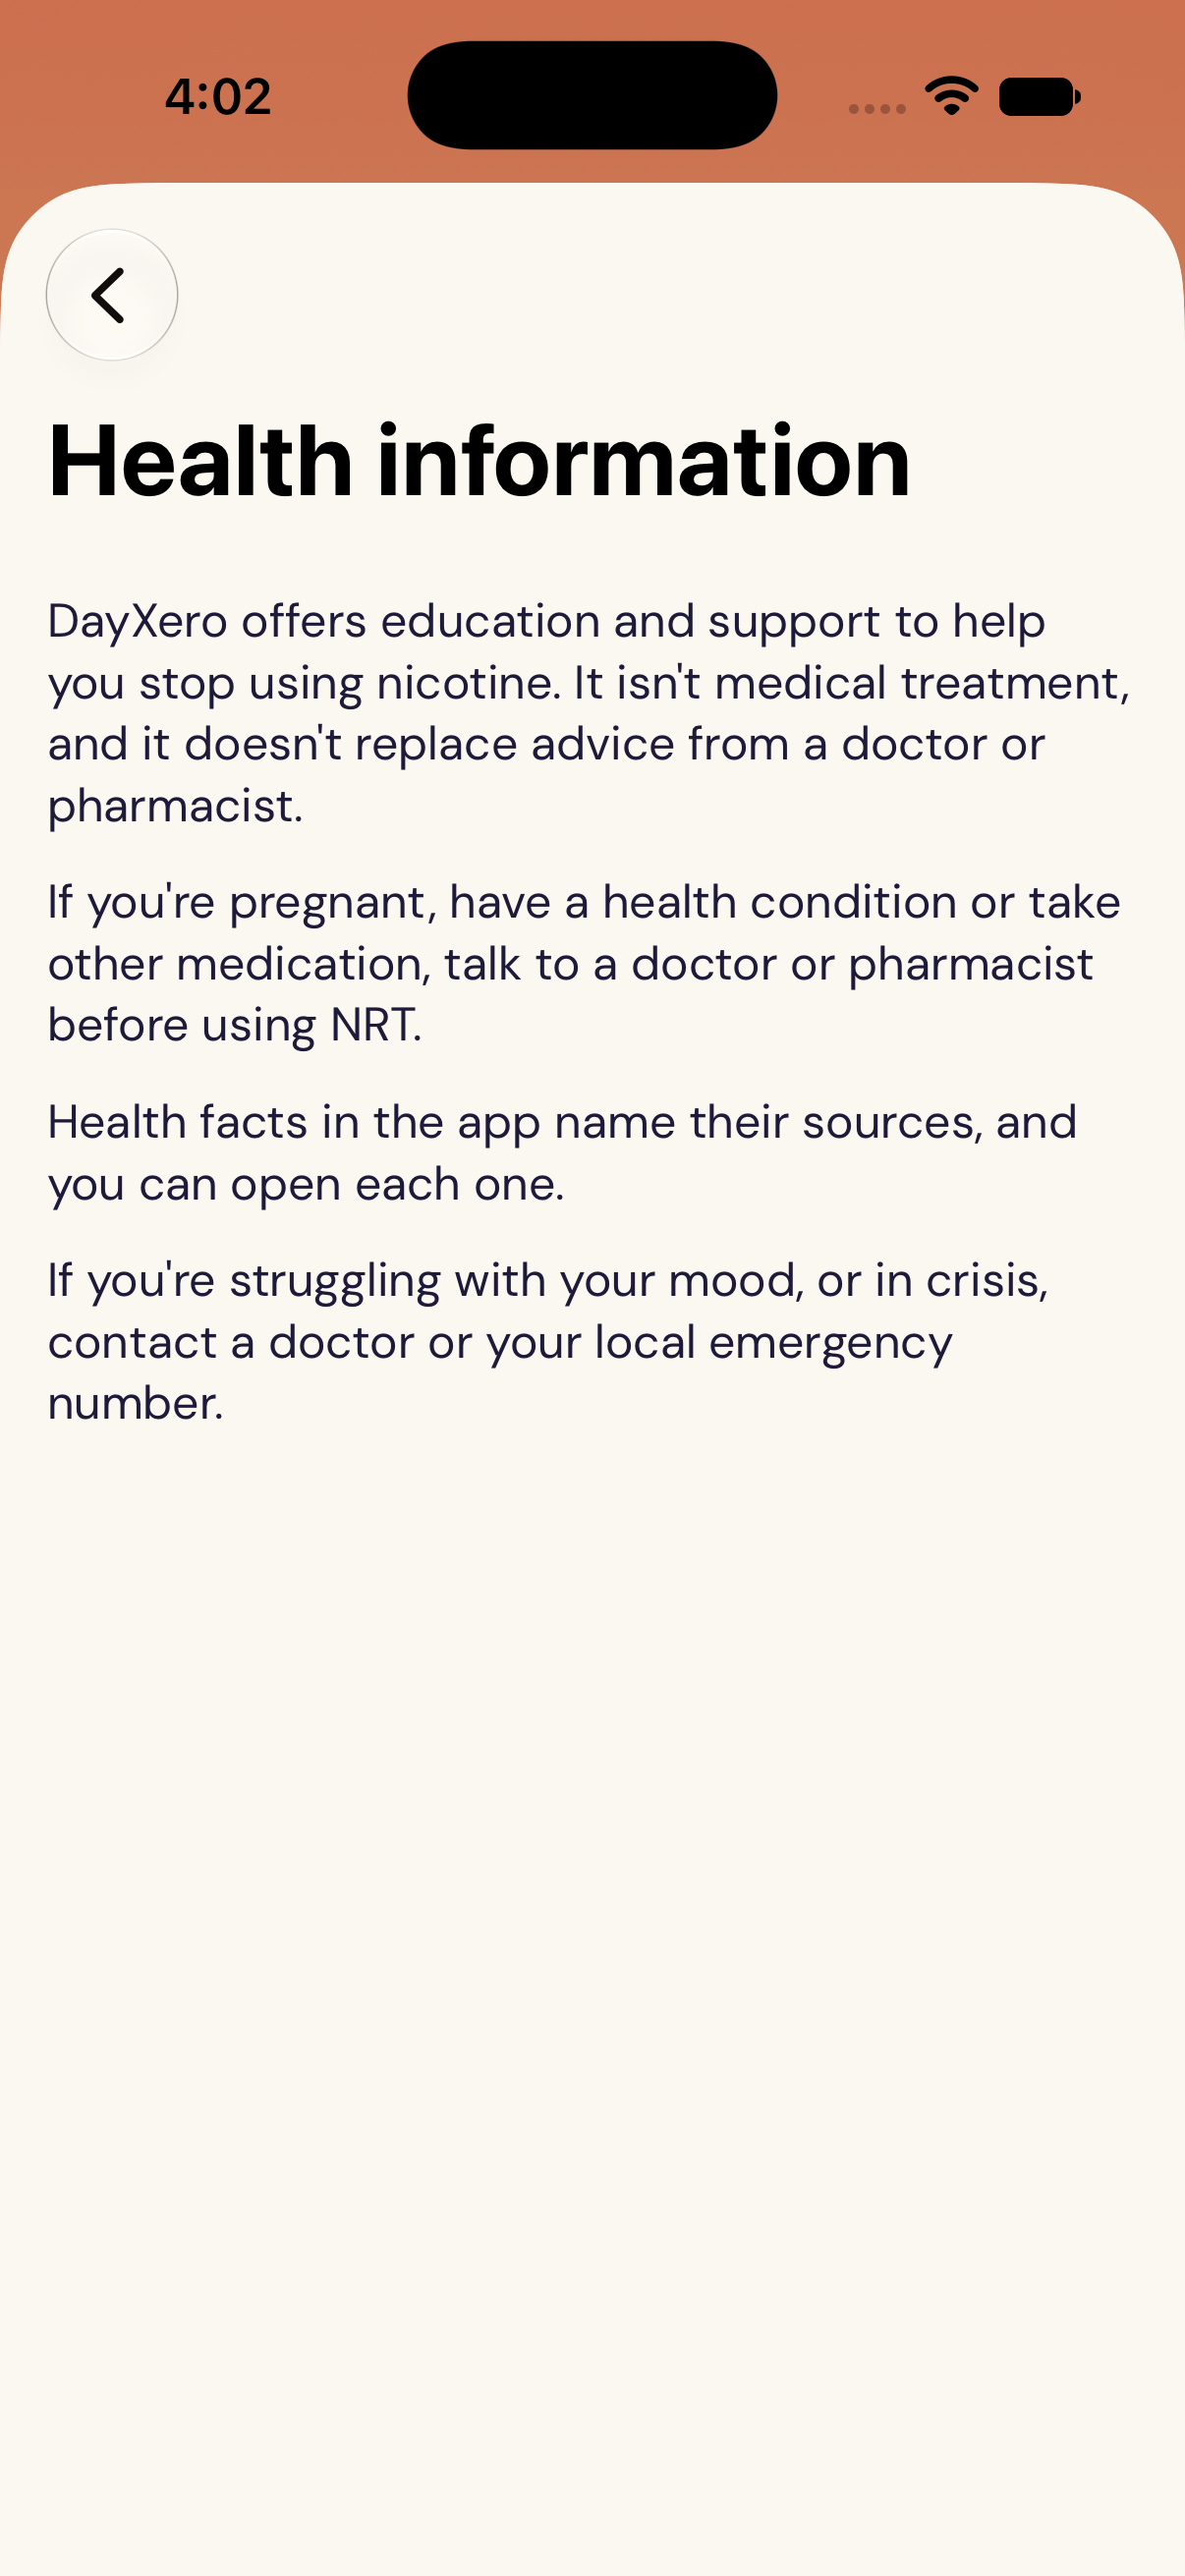 4:02
Health information
DayXero offers education and support to help
you stop using nicotine. It isn't medical treatment,
and it doesn't replace advice from a doctor or
pharmacist.
If you're pregnant, have a health condition or take
other medication, talk to a doctor or pharmacist
before using NRT.
Health facts in the app name their sources, and
you can open each one.
If you're struggling with your mood, or in crisis,
contact a doctor or your local emergency
number.